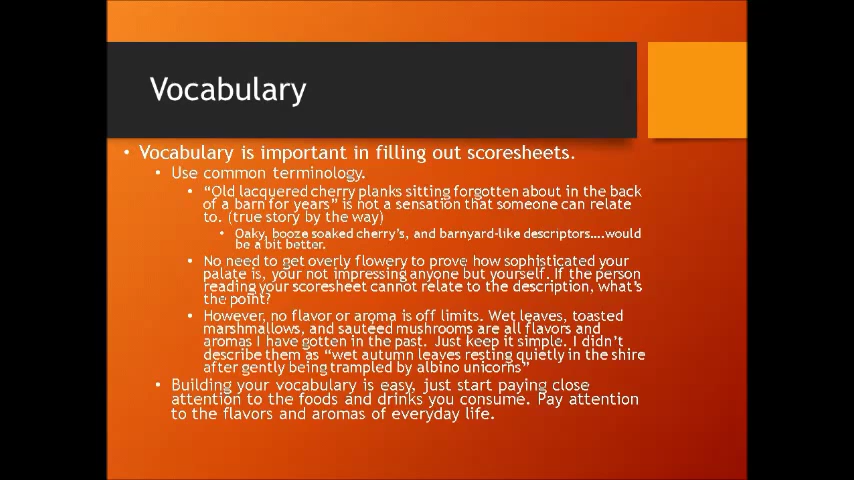 Vocabulary
• Vocabulary is important in filling out scoresheets.
• Use common terminology.
• “Old lacquered cherry planks sitting forgotten about in the back
of a barn for years” is not a sensation that someone can relate
to. (true story by the way)
• Oaky, booze soaked cherry’s, and barnyard-like descriptors….would
be a bit better.
• No need to get overly flowery to prove how sophisticated your
palate is, your not impressing anyone but yourself. If the person
reading your scoresheet cannot relate to the description, what’s
the point?
• However, no flavor or aroma is off limits. Wet leaves, toasted
marshmallows, and sautéed mushrooms are all flavors and
aromas I have gotten in the past. Just keep it simple. I didn’t
describe them as “wet autumn leaves resting quietly in the shire
after gently being trampled by albino unicorns”
• Building your vocabulary is easy, just start paying close
attention to the foods and drinks you consume. Pay attention
to the flavors and aromas of everyday life.